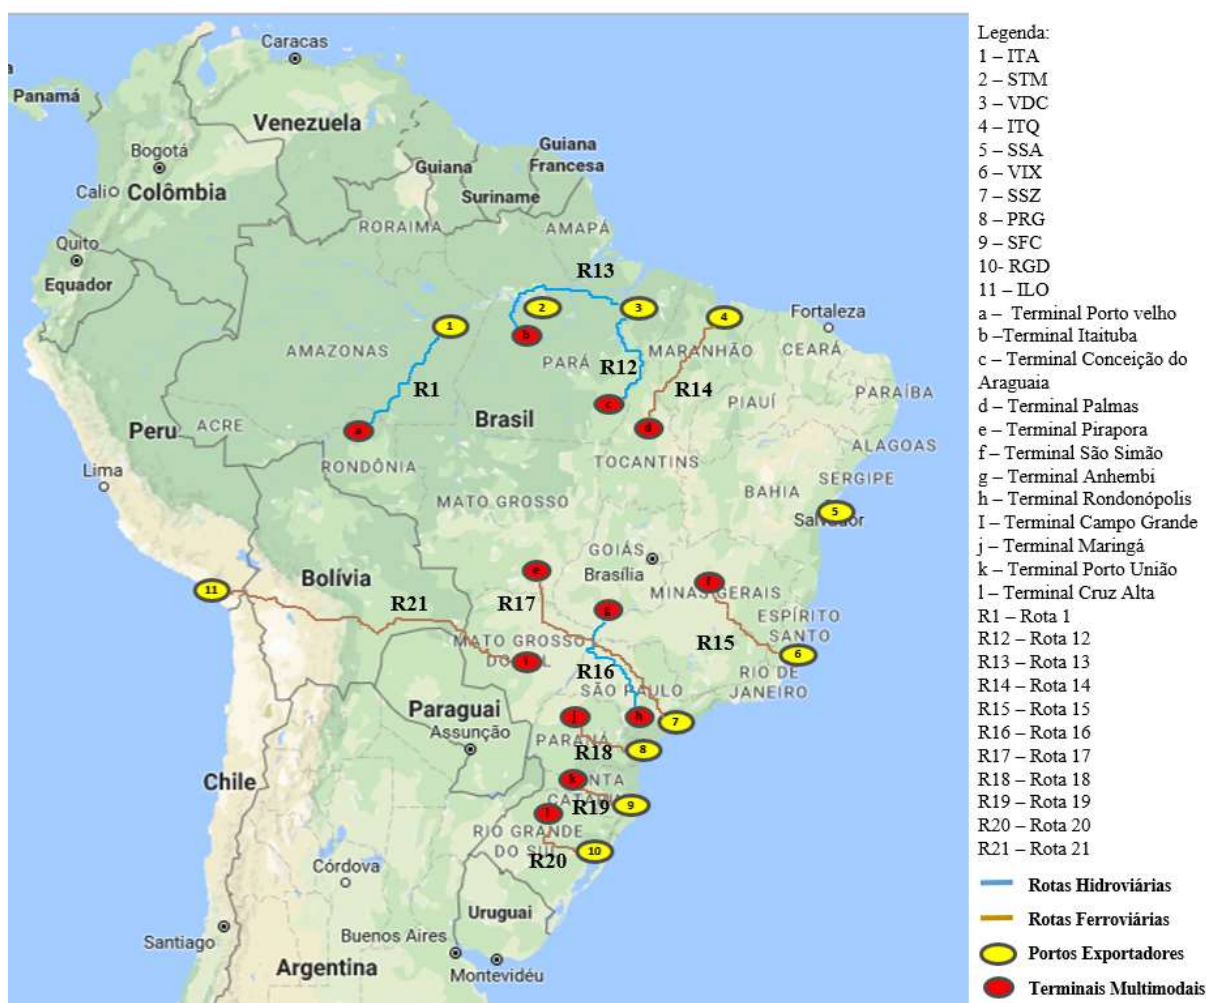 Caracas
Panamá
Venezuela
Bogotá
Guiana
Guiana
Francesa
Cali
Colômbia
Suriname
RORAIMA
AMAPÁ
Quito
Equador
R13
1
2
3
4
b
Fortaleza
AMAZONAS
PARÁ
MARANHÃO
CEARÁ
R1
R12
R14
c
PARAÍBA
PIAUÍ
Peru
ACRE
Brasil
a
d
ALAGOAS
Lima
RONDÔNIA
TOCANTINS
SERGIPE
MATO GROSSO
BAHIA
5
Salvador
GOIÁS
Brasília
Bolívia
e
f
MINAS GERAIS
11
R21
R17
g
ESPÍRITO
SANTO
R15
6
MATO GROSSO
DO SUL
R16
RIO DE
JANEIRO
SÃO PAULO
Paraguai
Assunção
j
h
7
PARANÁ
R18
8
Chile
k
SANTA
CATARINA
R19
9
l
RIO GRANDE
DO SUL
R20
10
Córdova
Uruguai
Santiago
Buenos Aires
Argentina
Montevidéu
Legenda:
1 – ITA
2 – STM
3 – VDC
4 – ITQ
5 – SSA
6 – VIX
7 – SSZ
8 – PRG
9 – SFC
10- RGD
11 – ILO
a – Terminal Porto velho
b –Terminal Itaituba
c – Terminal Conceição do
Araguaia
d – Terminal Palmas
e – Terminal Pirapora
f – Terminal São Simão
g – Terminal Anhembi
h – Terminal Rondonópolis
I – Terminal Campo Grande
j – Terminal Maringá
k – Terminal Porto União
l – Terminal Cruz Alta
R1 – Rota 1
R12 – Rota 12
R13 – Rota 13
R14 – Rota 14
R15 – Rota 15
R16 – Rota 16
R17 – Rota 17
R18 – Rota 18
R19 – Rota 19
R20 – Rota 20
R21 – Rota 21
Rotas Hidroviárias
Rotas Ferroviárias
Portos Exportadores
Terminais Multimodais